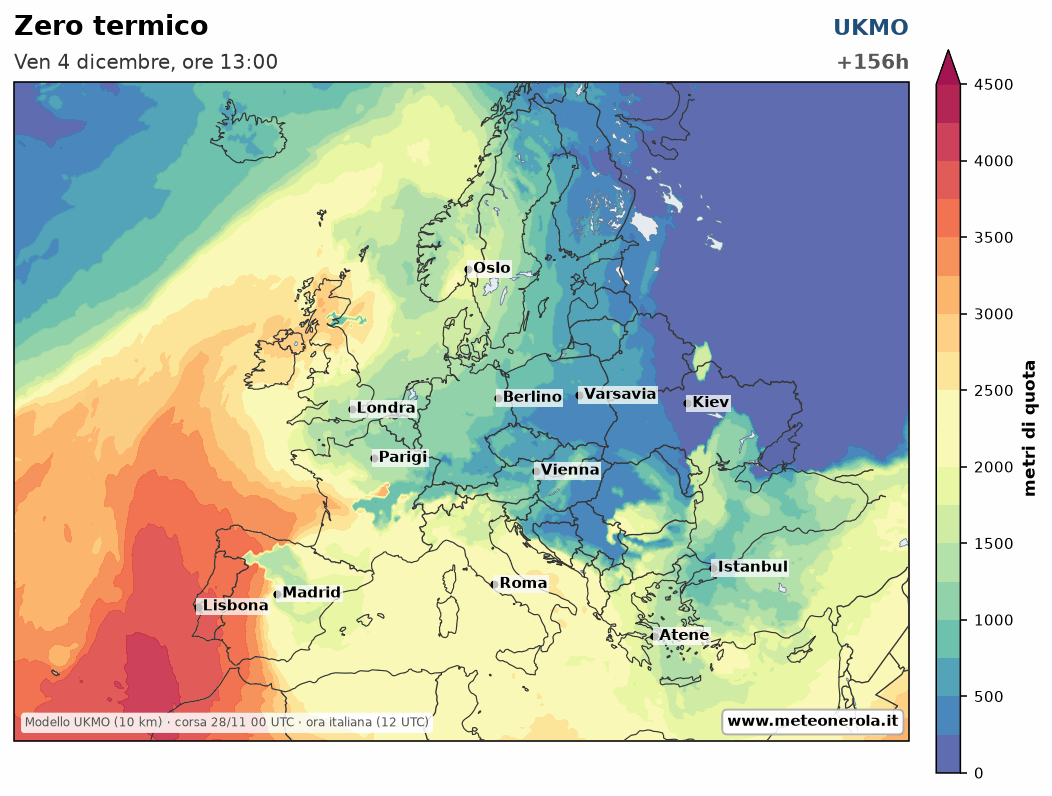 Zero termico
UKMO
Ven 4 dicembre, ore 13:00
+156h
4500
4000
3500
3000
2500
2000
1500
1000
500
0
metri di quota
Oslo
Berlino
Varsavia
Kiev
Londra
Parigi
Vienna
Istanbul
Roma
Madrid
Lisbona
Atene
Modello UKMO (10 km) · corsa 28/11 00 UTC · ora italiana (12 UTC)
www.meteonerola.it